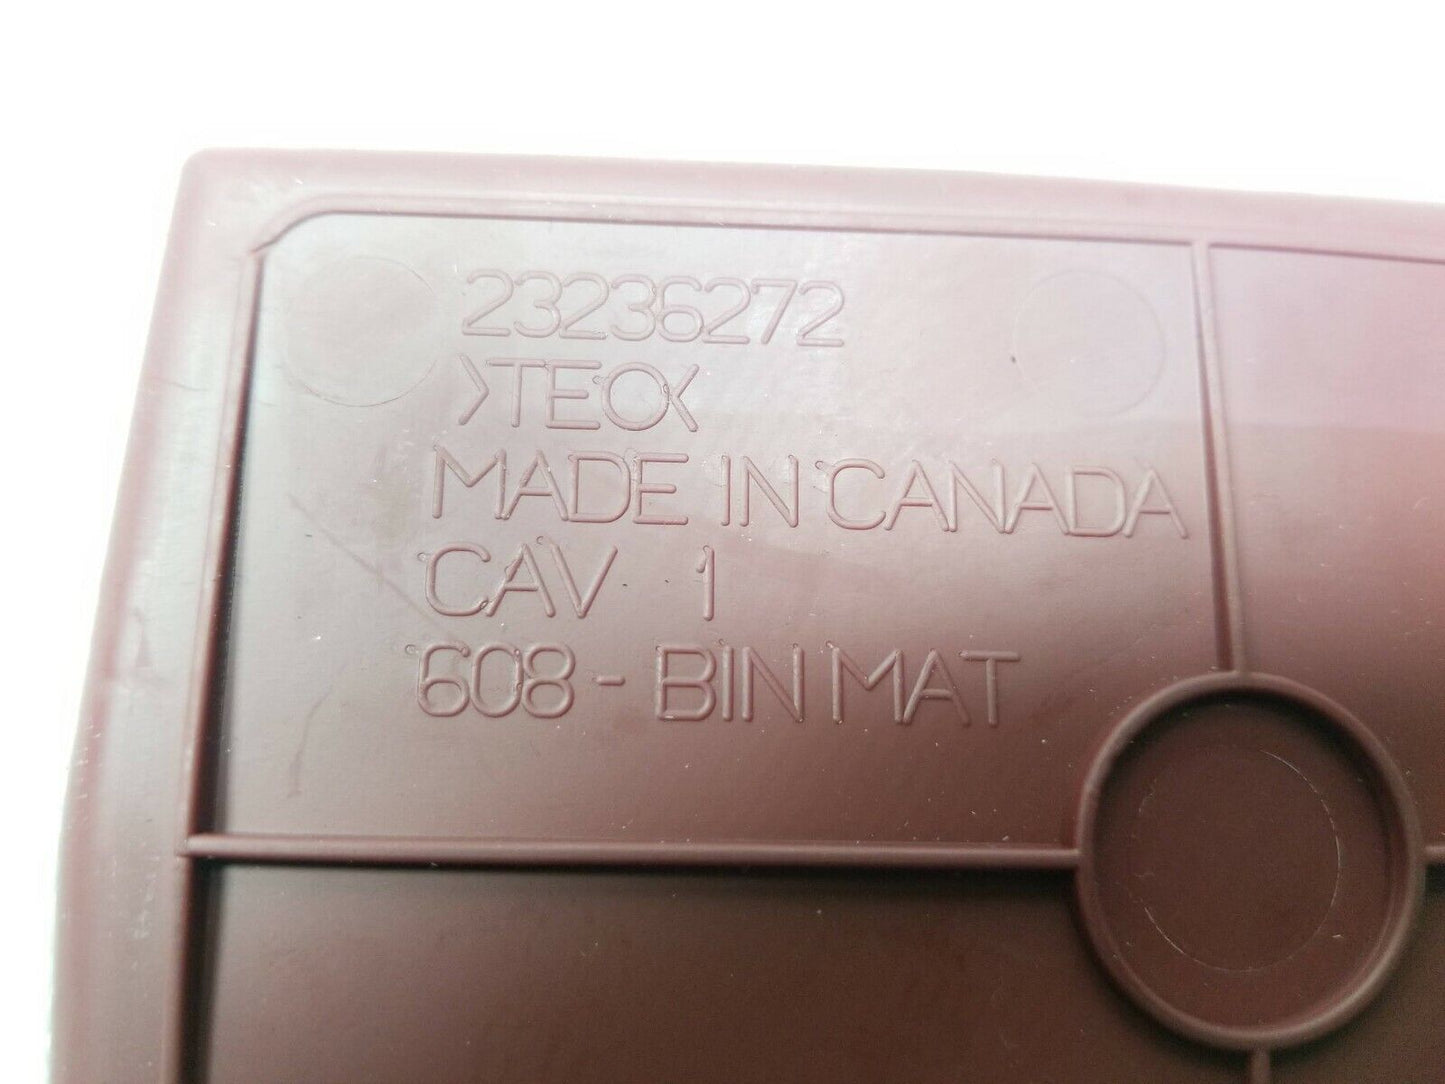 23236272
>TEO<
MADE IN CANADA
CAV 1
608 - BIN MAT